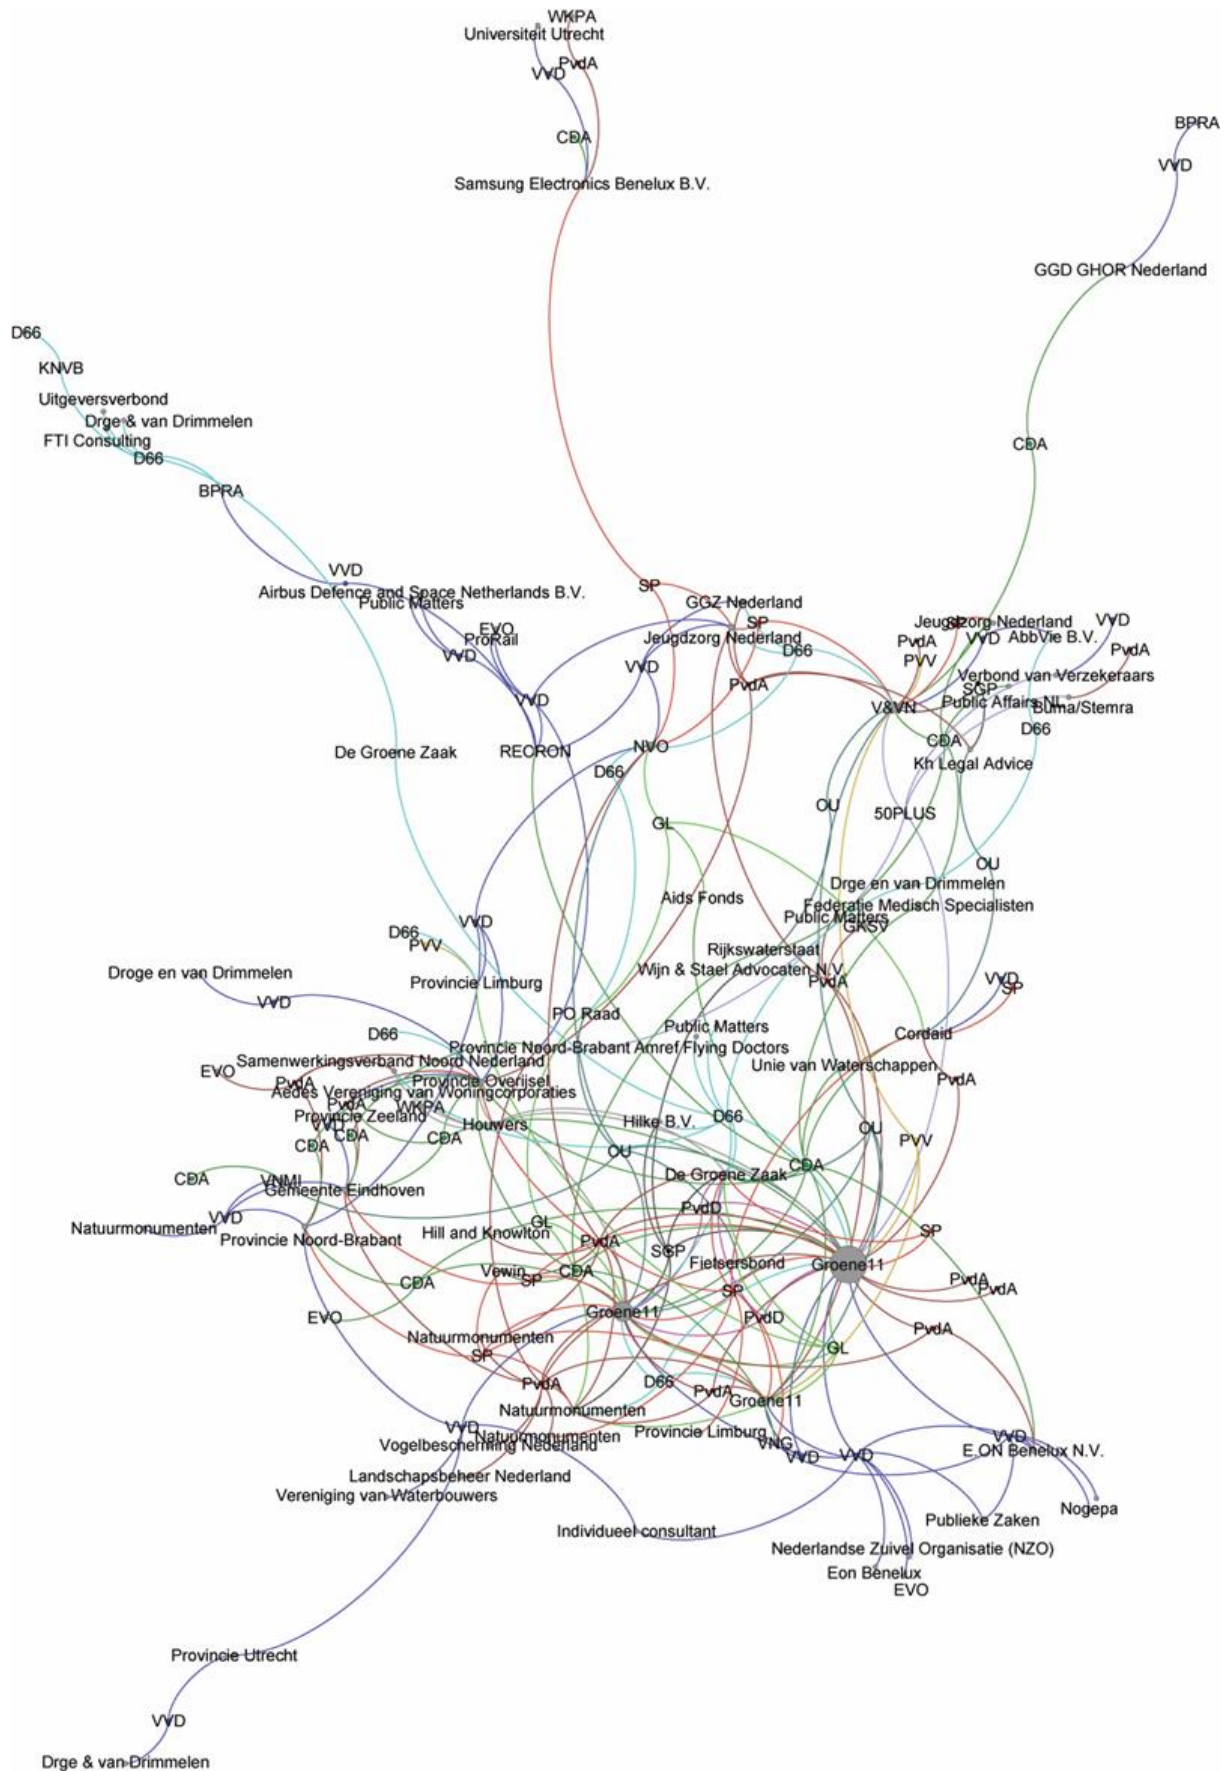 WKPA
Universiteit Utrecht
PvdA
VVD
BPRA
CDA
VVD
Samsung Electronics Benelux B.V.
GGD GHOR Nederland
D66
KNVB
Uitgeversverbond
Drge & van Drimmelen
FTI Consulting
D66
CDA
BPRA
VVD
SP
Airbus Defence and Space Netherlands B.V.
Public Matters
GGZ Nederland
EVO
ProRail
SP
Jeugdzorg Nederland
Jeugdzorg Nederland
SP
VVD
VVD
AbbVie B.V.
PvdA
PvdA
VVD
D66
VVD
PVV
Verbond van Verzekeraars
PvdA
SGP
VVD
Public Affairs NL
Buma/Stemra
V&VN
D66
De Groene Zaak
RECRON
NVO
CDA
Kh Legal Advice
D66
OU
50PLUS
GL
OU
Drge en van Drimmelen
Aids Fonds
Federatie Medisch Specialisten
Public Matters
GKSV
VVD
D66
PVV
Rijkswaterstaat
Droge en van Drimmelen
Wijn & Stael Advocaten N.V.
PvdA
Provincie Limburg
VVD
SP
VVD
PO Raad
Public Matters
D66
Cordaid
Provincie Noord-Brabant
Amref Flying Doctors
Samenwerkingsverband Noord Nederland
Unie van Waterschappen
EVO
PvdA
Provincie Overijsel
PvdA
Aedes Vereniging van Woningcorporaties
PvdA
WKPA
Provincie Zeeland
VVD
Houwers
Hilke B.V.
D66
OU
CDA
CDA
CDA
PVV
OU
CDA
CDA
VNMI
De Groene Zaak
Gemeente Eindhoven
PvdD
VVD
Natuurmonumenten
Provincie Noord-Brabant
Hill and Knowlton
GL
PvdA
SGP
SP
Fietsersbond
Groene11
Vewin
SP
CDA
CDA
SP
PvdA
PvdA
EVO
Groene11
PvdD
PvdA
Natuurmonumenten
SP
GL
PvdA
D66
PvdA
Groene11
Natuurmonumenten
VVD
Natuurmonumenten
Provincie Limburg
VNG
VVD
Vogelbescherming Nederland
VVD
VVD
E.ON Benelux N.V.
Landschapsbeheer Nederland
Vereniging van Waterbouwers
Nogepa
Publieke Zaken
Individueel consultant
Nederlandse Zuivel Organisatie (NZO)
Eon Benelux
EVO
Provincie Utrecht
VVD
Drge & van Drimmelen